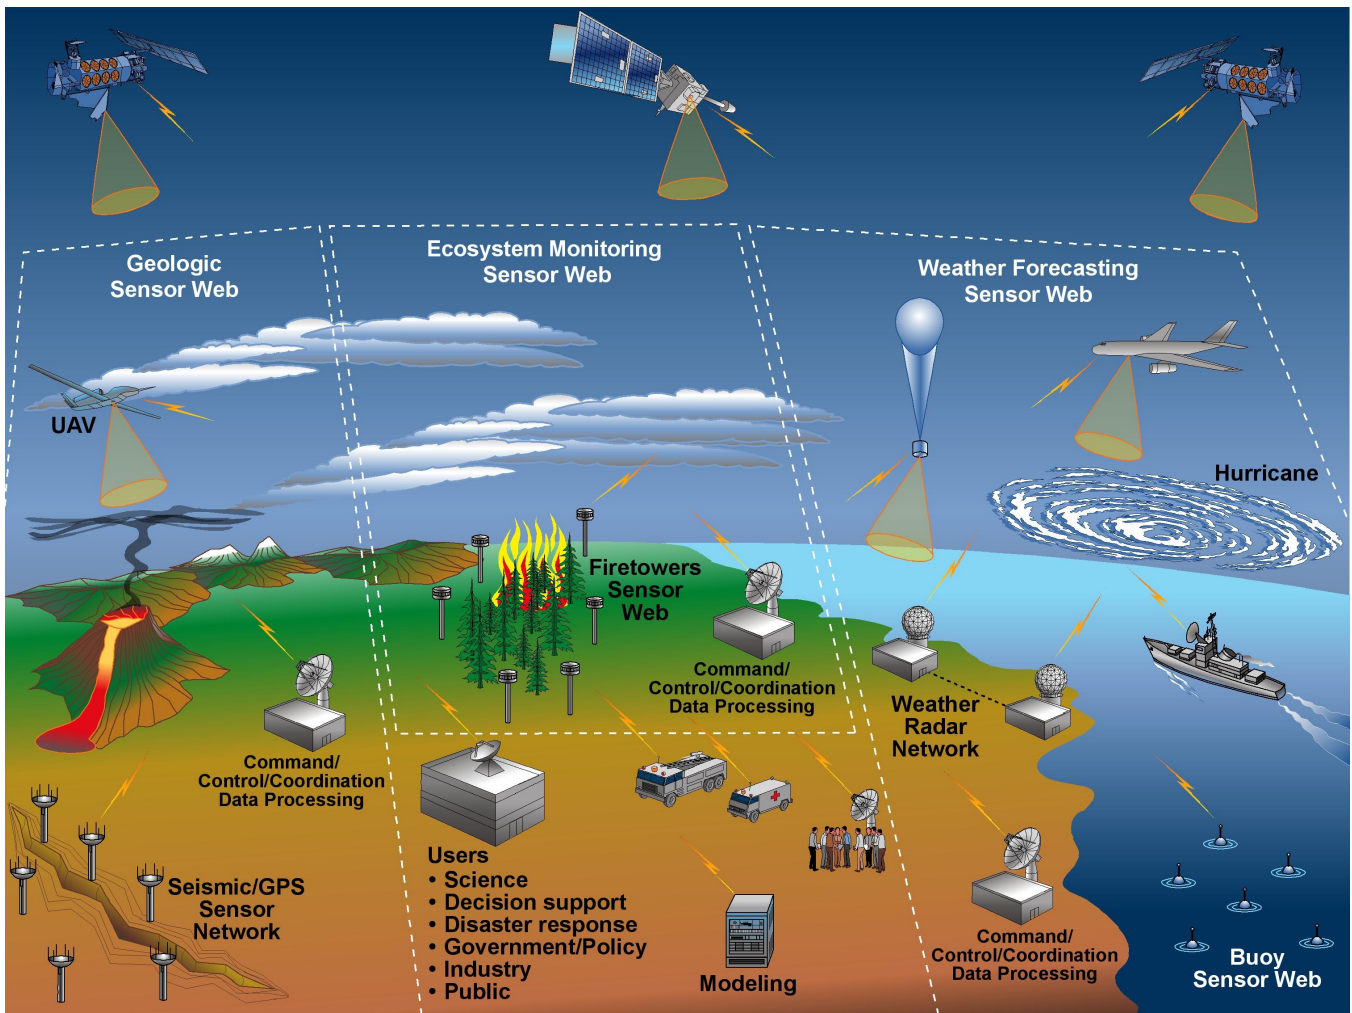 Geologic
Sensor Web
Ecosystem Monitoring
Sensor Web
Weather Forecasting
Sensor Web
UAV
Hurricane
Firetowers
Sensor
Web
Command/
Control/Coordination
Data Processing
Weather
Radar
Network
Command/
Control/Coordination
Data Processing
Seismic/GPS
Sensor
Network
Users
• Science
• Decision support
• Disaster response
• Government/Policy
• Industry
• Public
Modeling
Command/
Control/Coordination
Data Processing
Buoy
Sensor Web